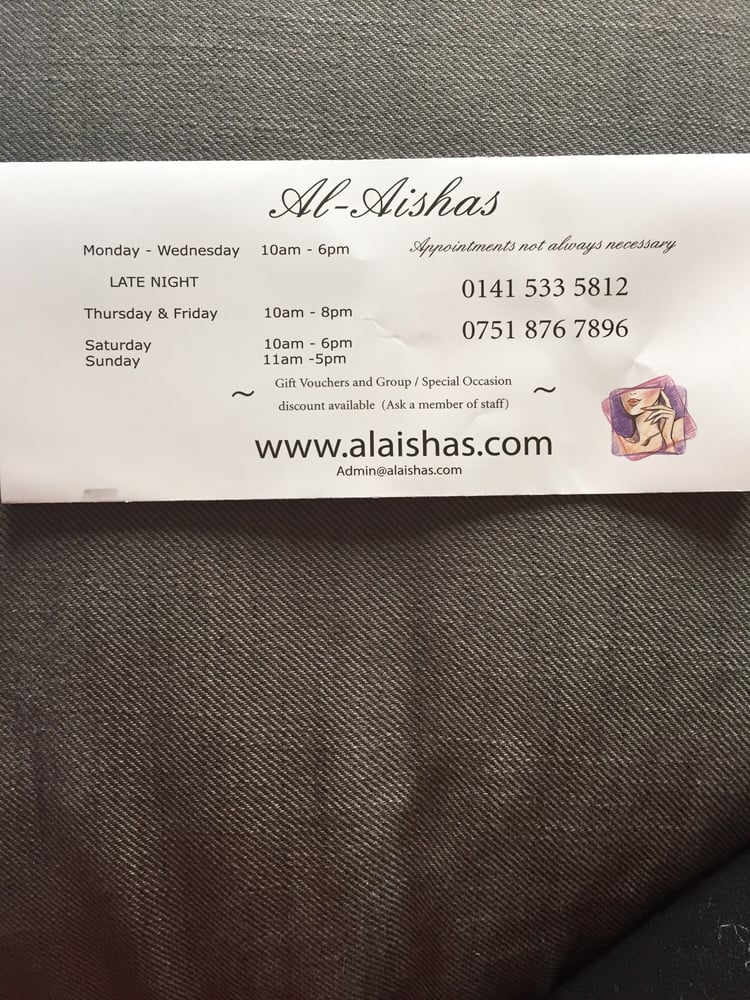 Al-Aishas
Monday - Wednesday 10am - 6pm
LATE NIGHT
Thursday & Friday 10am - 8pm
Saturday 10am - 6pm
Sunday 11am -5pm
Appointments not always necessary
0141 533 5812
0751 876 7896
~ Gift Vouchers and Group / Special Occasion ~
discount available (Ask a member of staff)
www.alaishas.com
Admin@alaishas.com